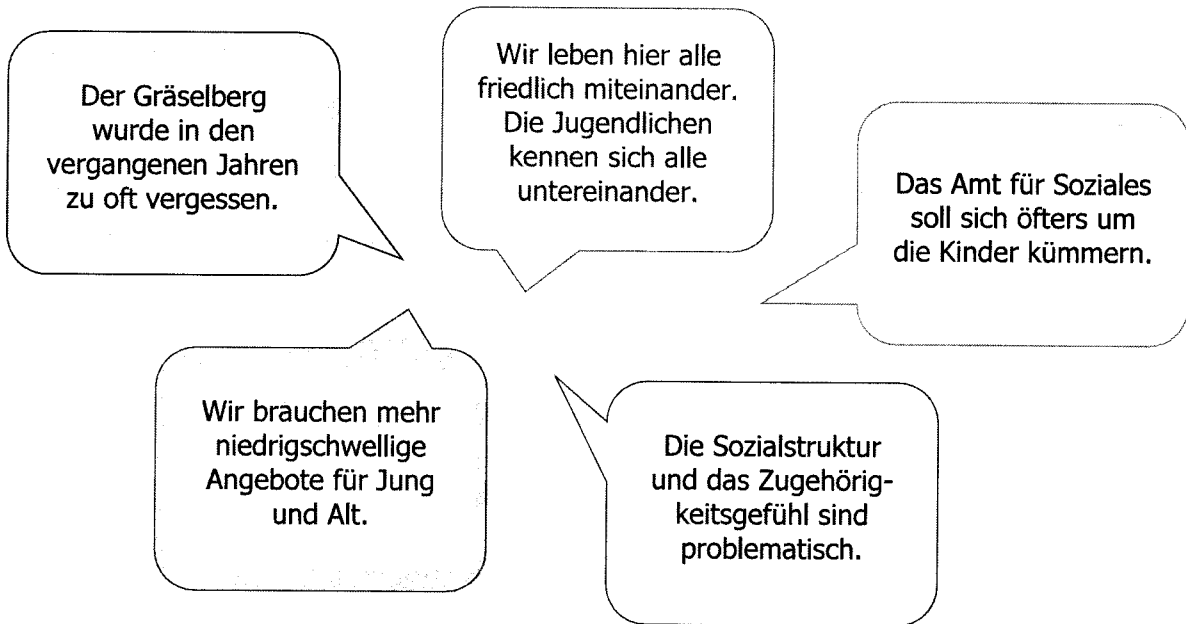 Der Gräselberg
wurde in den
vergangenen Jahren
zu oft vergessen.
Wir leben hier alle
friedlich miteinander.
Die Jugendlichen
kennen sich alle
untereinander.
Das Amt für Soziales
soll sich öfters um
die Kinder kümmern.
Wir brauchen mehr
niedrigschwellige
Angebote für Jung
und Alt.
Die Sozialstruktur
und das Zugehörig-
keitsgefühl sind
problematisch.